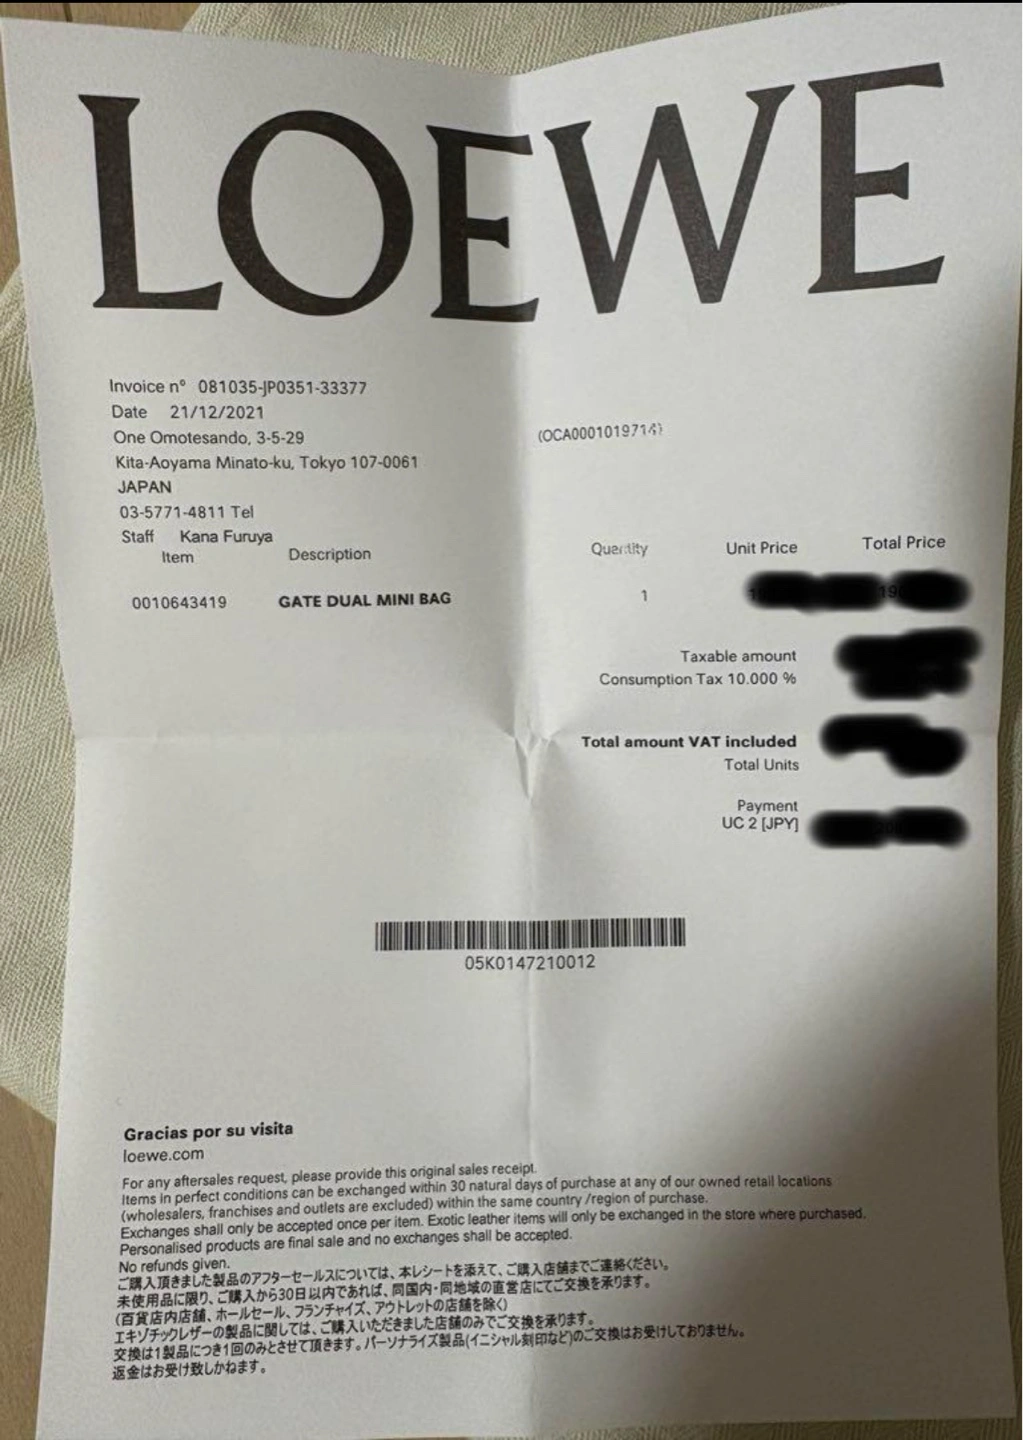 LOEWE
Invoice n° 081035-JP0351-33377
Date 21/12/2021
One Omotesando, 3-5-29
Kita-Aoyama Minato-ku, Tokyo 107-0061
JAPAN
03-5771-4811 Tel
Staff Kana Furuya
(OCA0001019714)
Item Description Quantity Unit Price Total Price
0010643419 GATE DUAL MINI BAG 1
Taxable amount
Consumption Tax 10.000 %
Total amount VAT included
Total Units
Payment
UC 2 [JPY]
05K0147210012
Gracias por su visita
loewe.com
For any aftersales request, please provide this original sales receipt.
Items in perfect conditions can be exchanged within 30 natural days of purchase at any of our owned retail locations
(wholesalers, franchises and outlets are excluded) within the same country /region of purchase.
Exchanges shall only be accepted once per item. Exotic leather items will only be exchanged in the store where purchased.
Personalised products are final sale and no exchanges shall be accepted.
No refunds given.
ご購入頂きました製品のアフターセールスについては、本レシートを添えて、ご購入店舗までご連絡ください。
未使用品に限り、ご購入から30日以内であれば、同国内・同地域の直営店にてご交換を承ります。
(百貨店内店舗、ホールセール、フランチャイズ、アウトレットの店舗を除く)
エキゾチックレザーの製品に関しては、ご購入いただきました店舗のみでご交換を承ります。
交換は1製品につき1回のみとさせて頂きます。パーソナライズ製品(イニシャル刻印など)のご交換はお受けしておりません。
返金はお受け致しかねます。